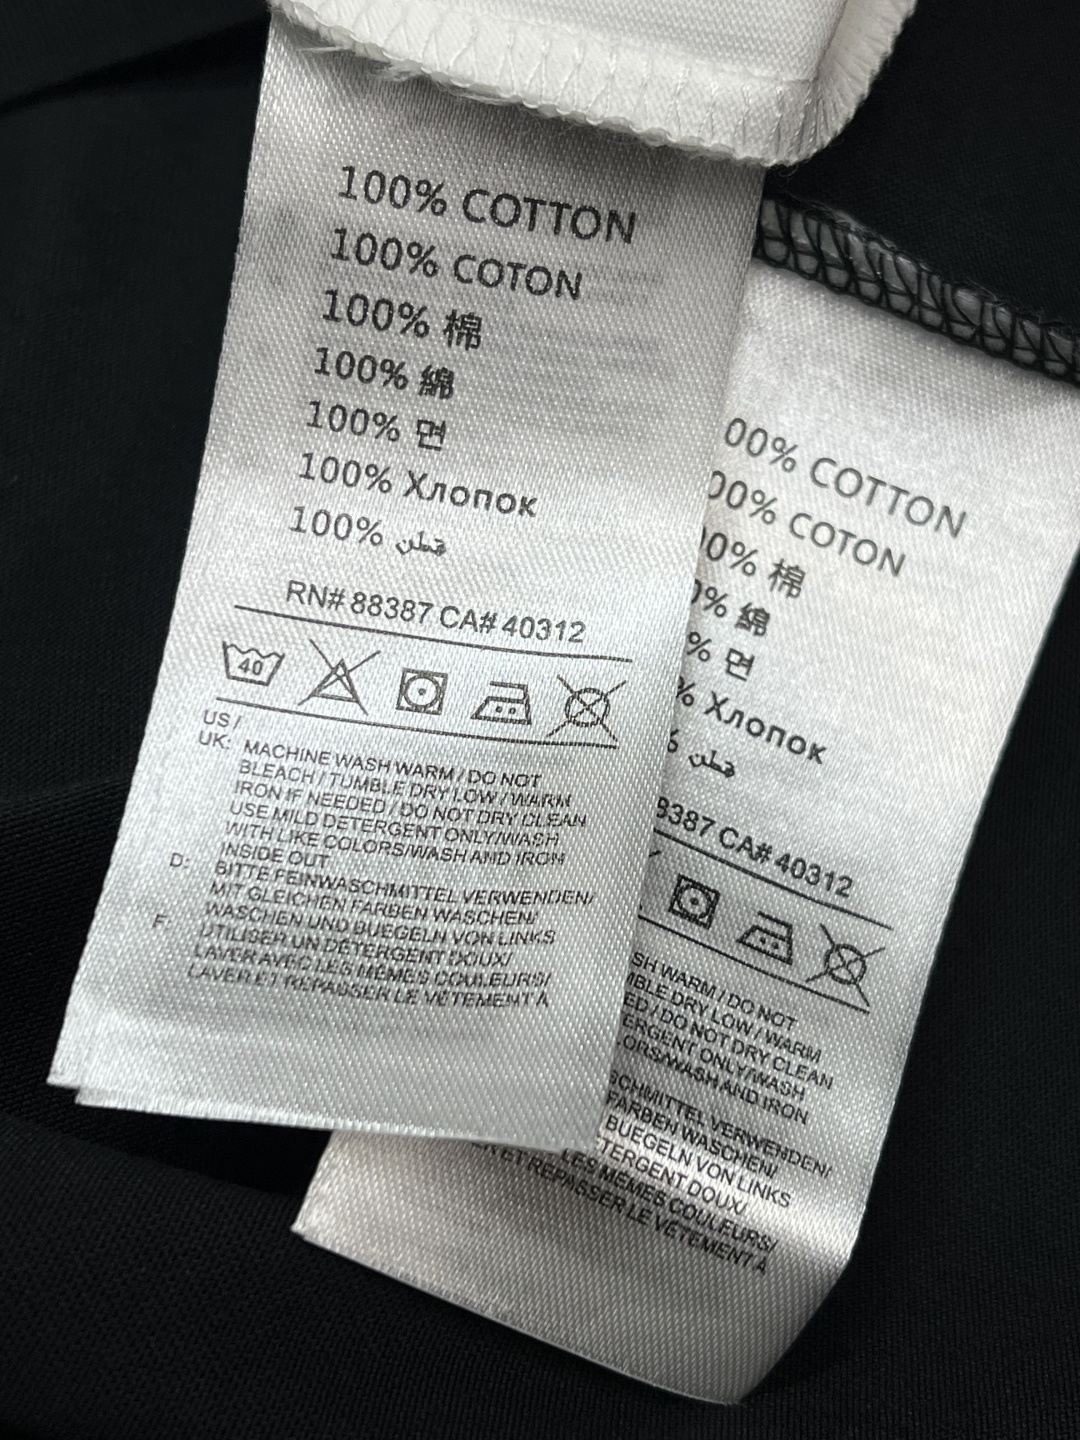 100% COTTON
100% COTON
100% 棉
100% 綿
100% 면
100% Хлопок
100% قطن
RN# 88387 CA# 40312
40
US /
UK: MACHINE WASH WARM / DO NOT
BLEACH / TUMBLE DRY LOW / WARM
IRON IF NEEDED / DO NOT DRY CLEAN
USE MILD DETERGENT ONLY/WASH
WITH LIKE COLORS/WASH AND IRON
INSIDE OUT
D: BITTE FEINWASCHMITTEL VERWENDEN/
MIT GLEICHEN FARBEN WASCHEN/
WASCHEN UND BUEGELN VON LINKS
F: UTILISER UN DÉTERGENT DOUX/
LAVER AVEC LES MÊMES COULEURS/
LAVER ET REPASSER LE VÊTEMENT À
00% COTTON
00% COTON
0% 棉
% 綿
% 면
% Хлопок
قطن
8387 CA# 40312
SH WARM / DO NOT
BLE DRY LOW / WARM
ED / DO NOT DRY CLEAN
ERGENT ONLY/WASH
ORS/WASH AND IRON
SCHMITTEL VERWENDEN/
FARBEN WASCHEN/
BUEGELN VON LINKS
TERGENT DOUX/
LES MÊMES COULEURS/
ER ET REPASSER LE VÊTEMENT À